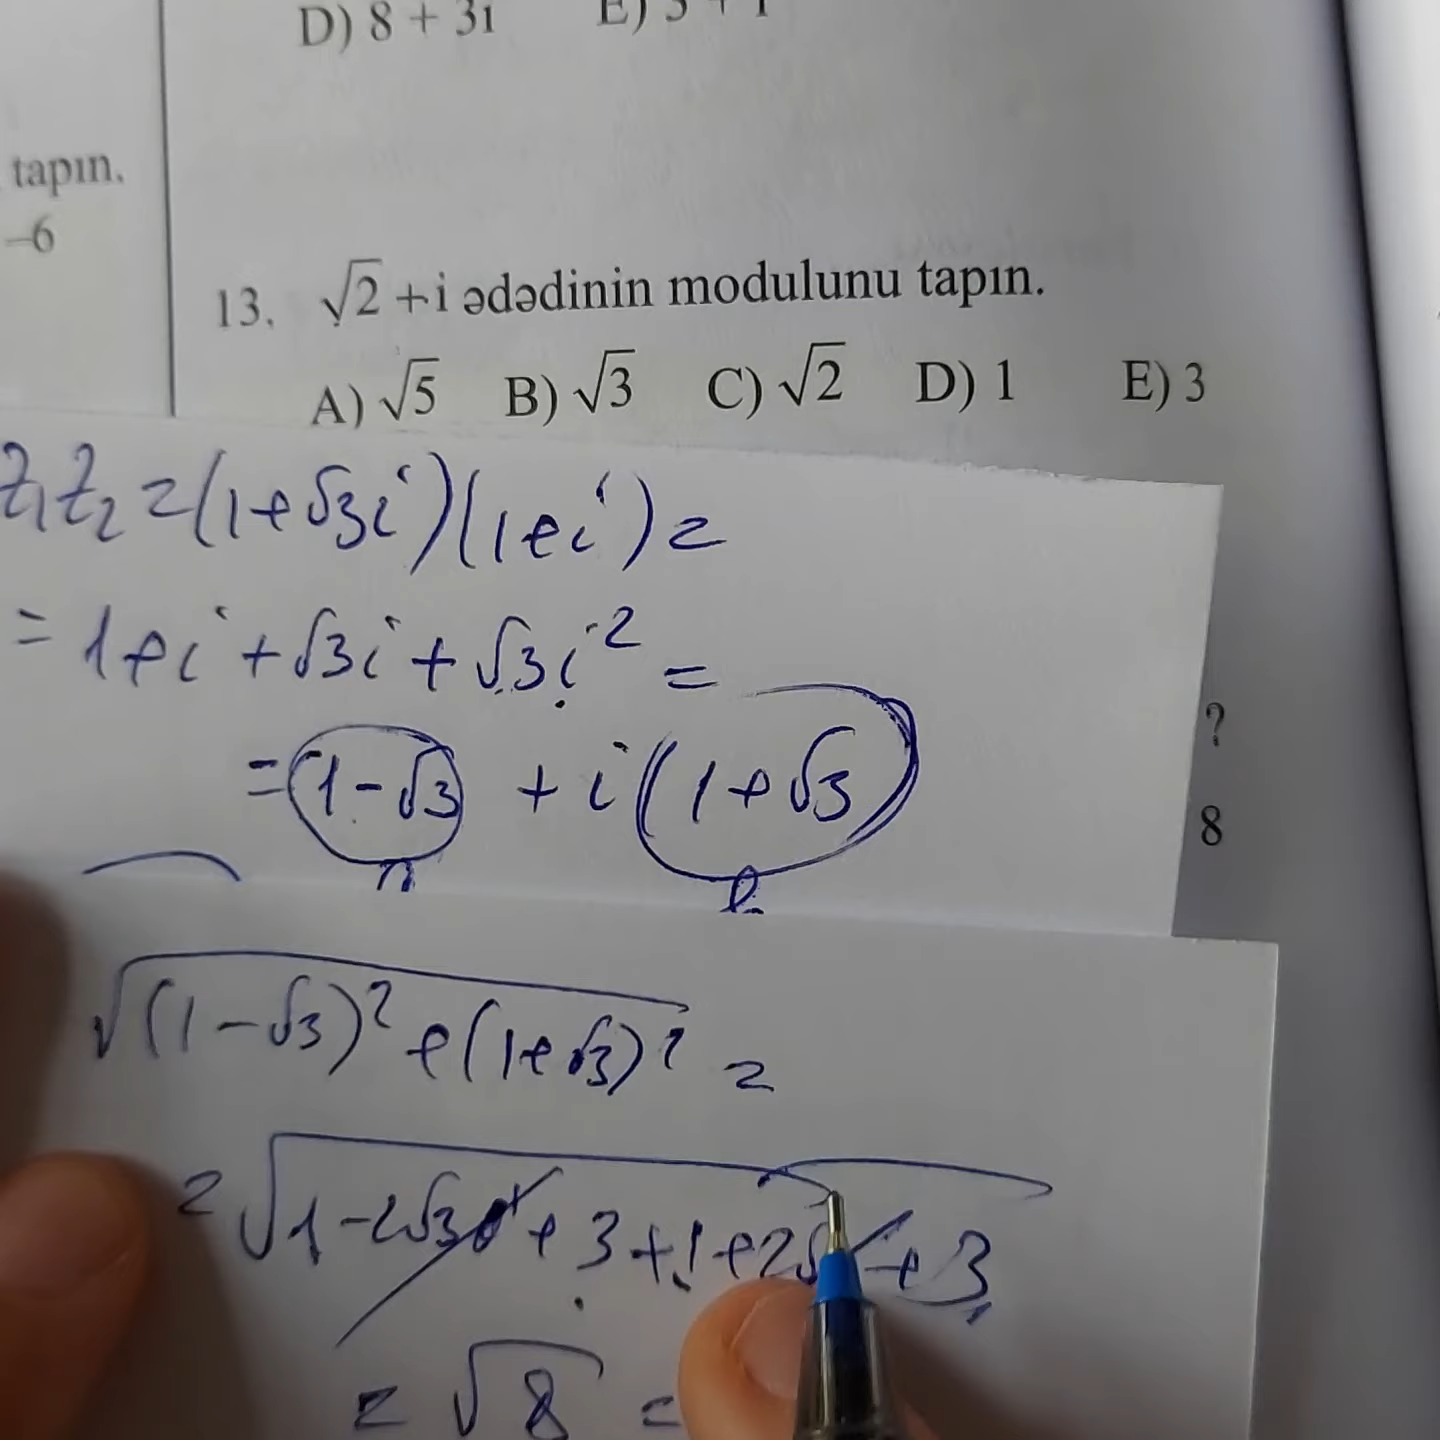 D) 8 + 3i E) 3 + 1
tapın.
–6
13. √2 + i ədədinin modulunu tapın.
A) √5 B) √3 C) √2 D) 1 E) 3
z₁z₂ = (1+√3i)(1+i) =
= 1+i + √3i + √3i² =
= (1-√3) + i(1+√3)
?
8
√(1-√3)²+(1+√3)² =
= √1-2√3+3+1+2√ +3
= √8 =